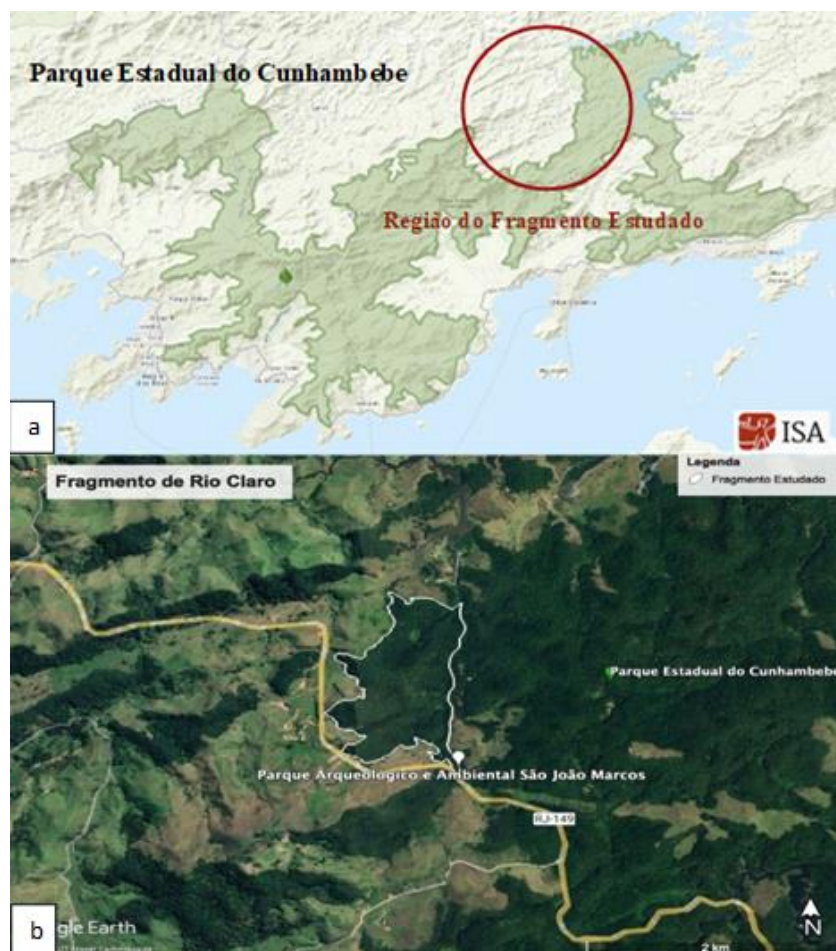 Parque Estadual do Cunhambebe
Região do Fragmento Estudado
a
ISA
Fragmento de Rio Claro
Legenda
Fragmento Estudado
Parque Estadual do Cunhambebe
Parque Arqueológico e Ambiental São João Marcos
RJ-149
b
gle Earth
N
2 km